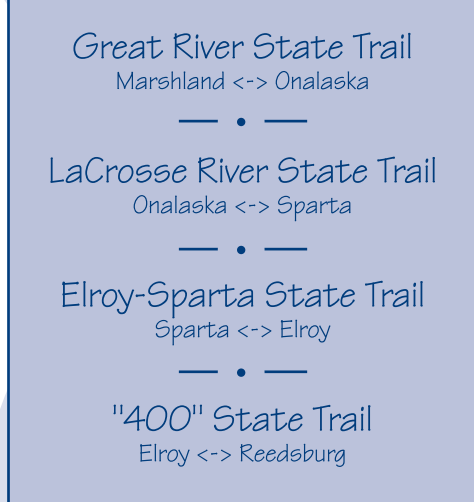 Great River State Trail
Marshland <-> Onalaska
LaCrosse River State Trail
Onalaska <-> Sparta
Elroy-Sparta State Trail
Sparta <-> Elroy
"400" State Trail
Elroy <-> Reedsburg